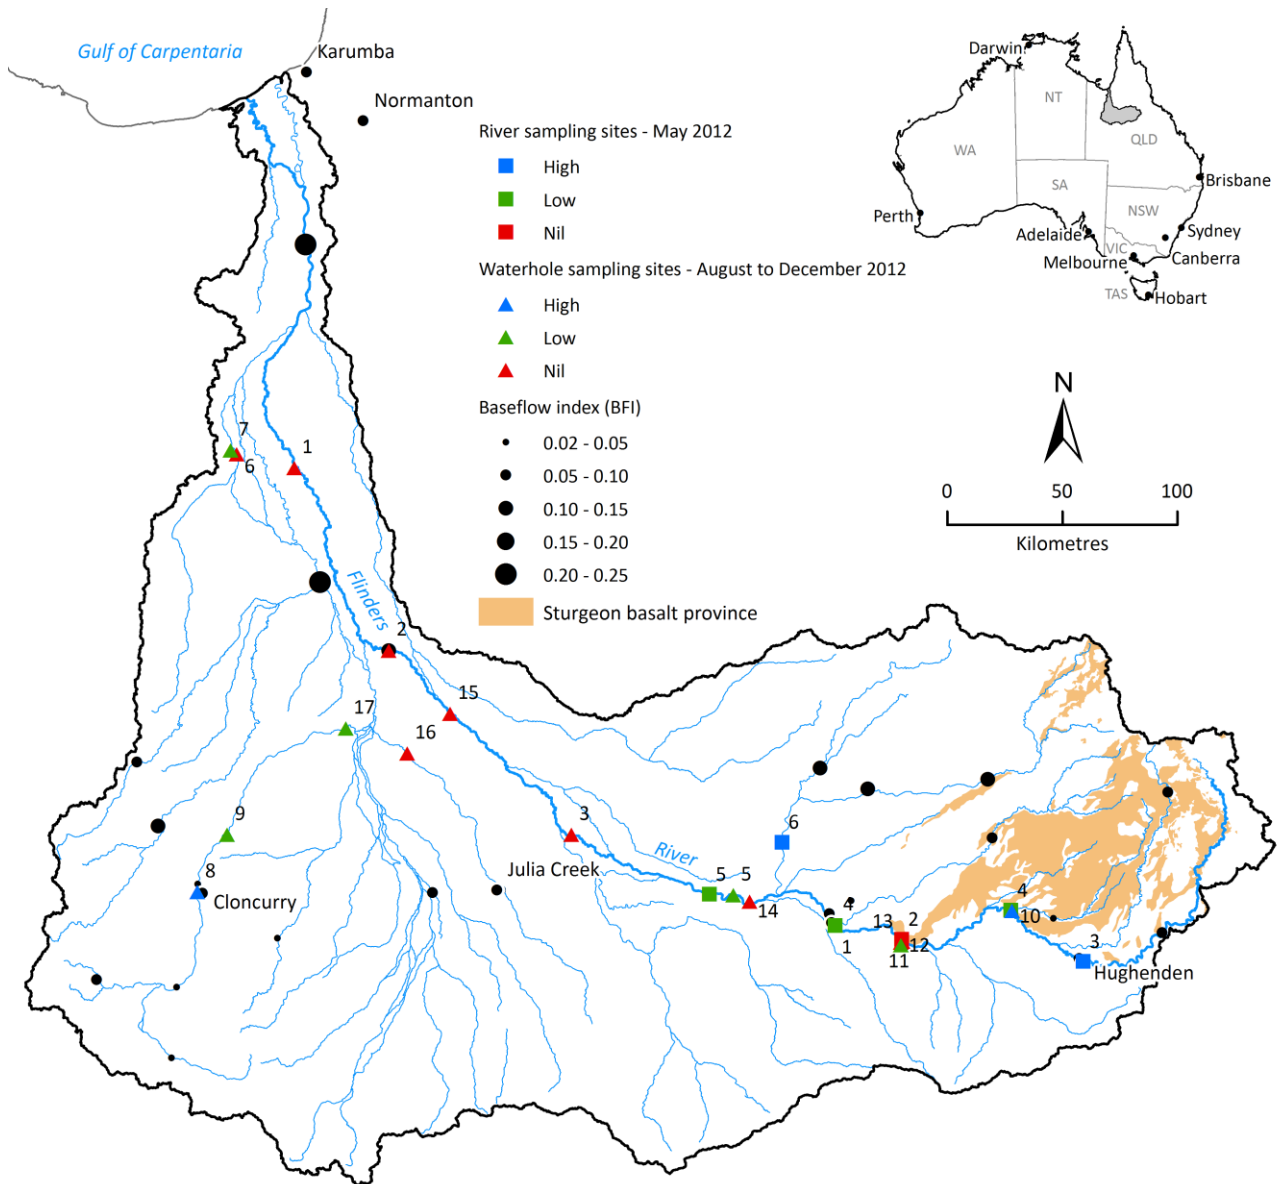 Gulf of Carpentaria
Karumba
Normanton
River sampling sites - May 2012
High
Low
Nil
Waterhole sampling sites - August to December 2012
High
Low
Nil
Baseflow index (BFI)
0.02 - 0.05
0.05 - 0.10
0.10 - 0.15
0.15 - 0.20
0.20 - 0.25
Sturgeon basalt province
Darwin
NT
WA
QLD
SA
Brisbane
NSW
Perth
Adelaide
Sydney
VIC
Melbourne
Canberra
TAS
Hobart
N
0 50 100
Kilometres
7
6
1
Flinders
2
15
17
16
9
3
6
River
Julia Creek
8
Cloncurry
5
5
14
4
1
13
2
12
11
4
10
3
Hughenden